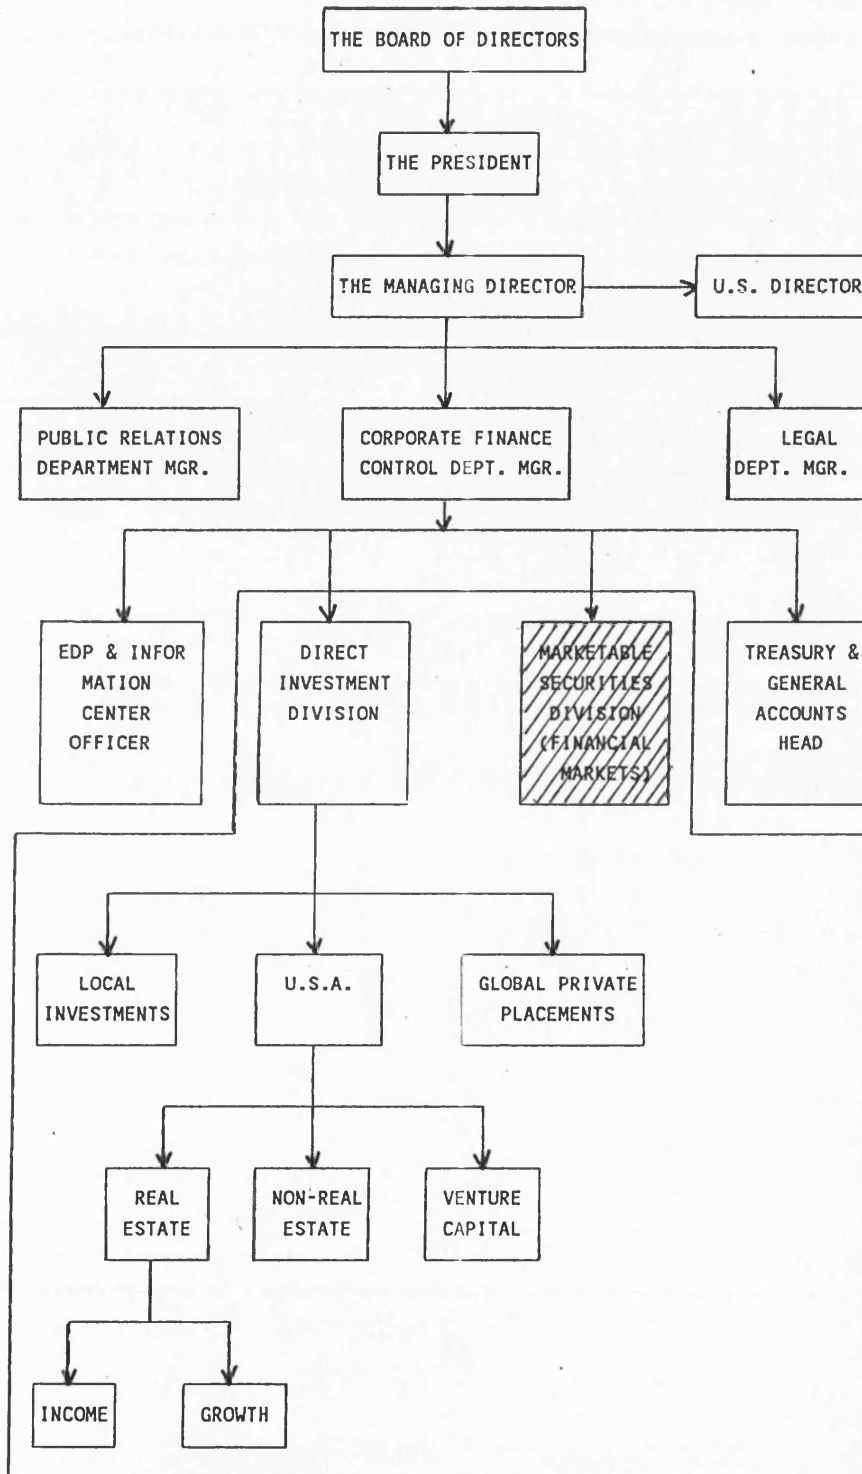 THE BOARD OF DIRECTORS
THE PRESIDENT
THE MANAGING DIRECTOR
U.S. DIRECTOR
PUBLIC RELATIONS
DEPARTMENT MGR.
CORPORATE FINANCE
CONTROL DEPT. MGR.
LEGAL
DEPT. MGR.
EDP & INFOR
MATION
CENTER
OFFICER
DIRECT
INVESTMENT
DIVISION
MARKETABLE
SECURITIES
DIVISION
(FINANCIAL
MARKETS)
TREASURY &
GENERAL
ACCOUNTS
HEAD
LOCAL
INVESTMENTS
U.S.A.
GLOBAL PRIVATE
PLACEMENTS
REAL
ESTATE
NON-REAL
ESTATE
VENTURE
CAPITAL
INCOME
GROWTH